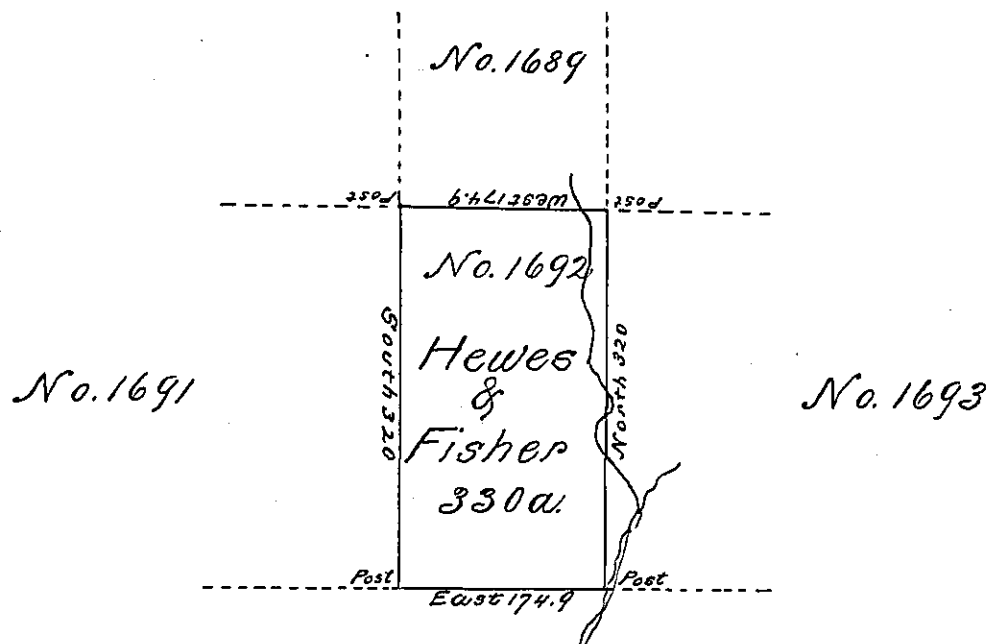 No. 1689
Post
West 174.9
Post
No. 1692
South 320
Hewes
&
Fisher
330a.
North 320
No. 1691
No. 1693
Post
East 174.9
Post